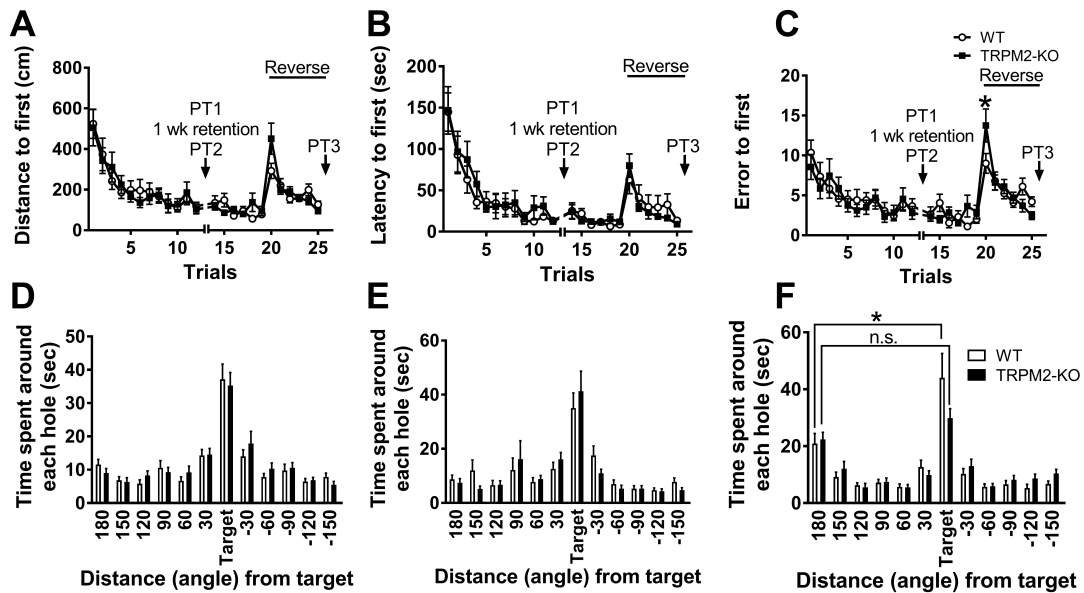 A
Distance to first (cm)
800
600
400
200
0
5
10
15
20
25
Trials
PT1
1 wk retention
PT2
Reverse
PT3
B
Latency to first (sec)
200
150
100
50
0
5
10
15
20
25
Trials
PT1
1 wk retention
PT2
Reverse
PT3
C
WT
TRPM2-KO
Error to first
20
15
10
5
0
5
10
15
20
25
Trials
PT1
1 wk retention
PT2
Reverse
*
PT3
D
Time spent around
each hole (sec)
50
40
30
20
10
0
180
150
120
90
60
30
Target
-30
-60
-90
-120
-150
Distance (angle) from target
E
Time spent around
each hole (sec)
60
40
20
0
180
150
120
90
60
30
Target
-30
-60
-90
-120
-150
Distance (angle) from target
F
Time spent around
each hole (sec)
60
40
20
0
*
n.s.
WT
TRPM2-KO
180
150
120
90
60
30
Target
-30
-60
-90
-120
-150
Distance (angle) from target